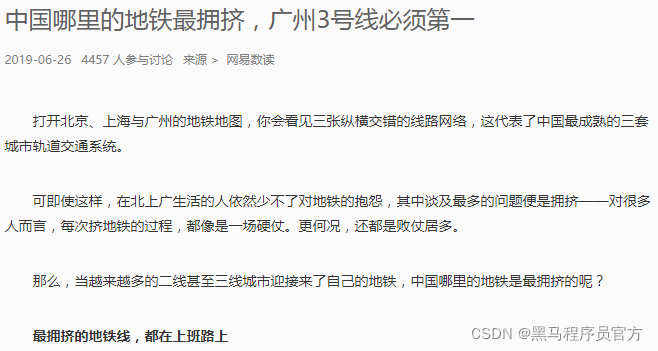 中国哪里的地铁最拥挤，广州3号线必须第一
2019-06-26 4457 人参与讨论 来源 > 网易数读
打开北京、上海与广州的地铁地图，你会看见三张纵横交错的线路网络，这代表了中国最成熟的三套
城市轨道交通系统。
可即使这样，在北上广生活的人依然少不了对地铁的抱怨，其中谈及最多的问题便是拥挤——对很多
人而言，每次挤地铁的过程，都像是一场硬仗。更何况，还都是败仗居多。
那么，当越来越多的二线甚至三线城市迎接来了自己的地铁，中国哪里的地铁是最拥挤的呢？
最拥挤的地铁线，都在上班路上
CSDN @黑马程序员官方